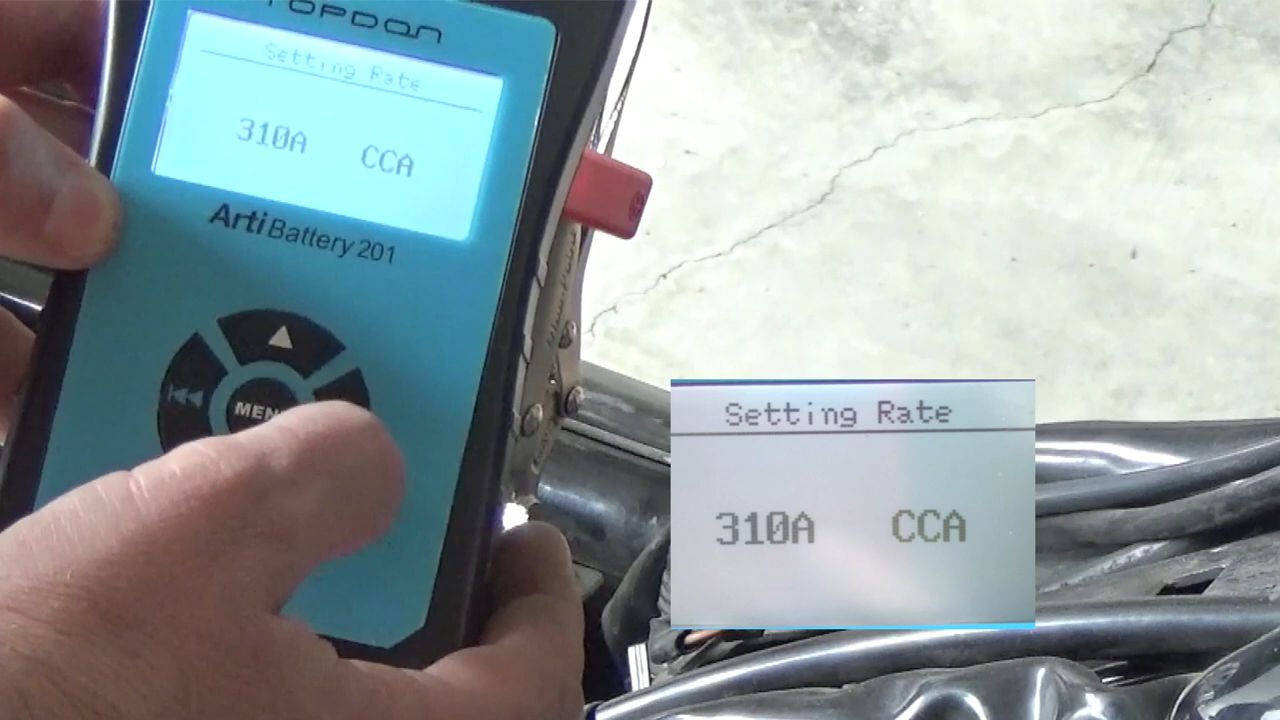 TOPDON
Setting Rate
310A CCA
ArtiBattery 201
MENU
Setting Rate
310A CCA